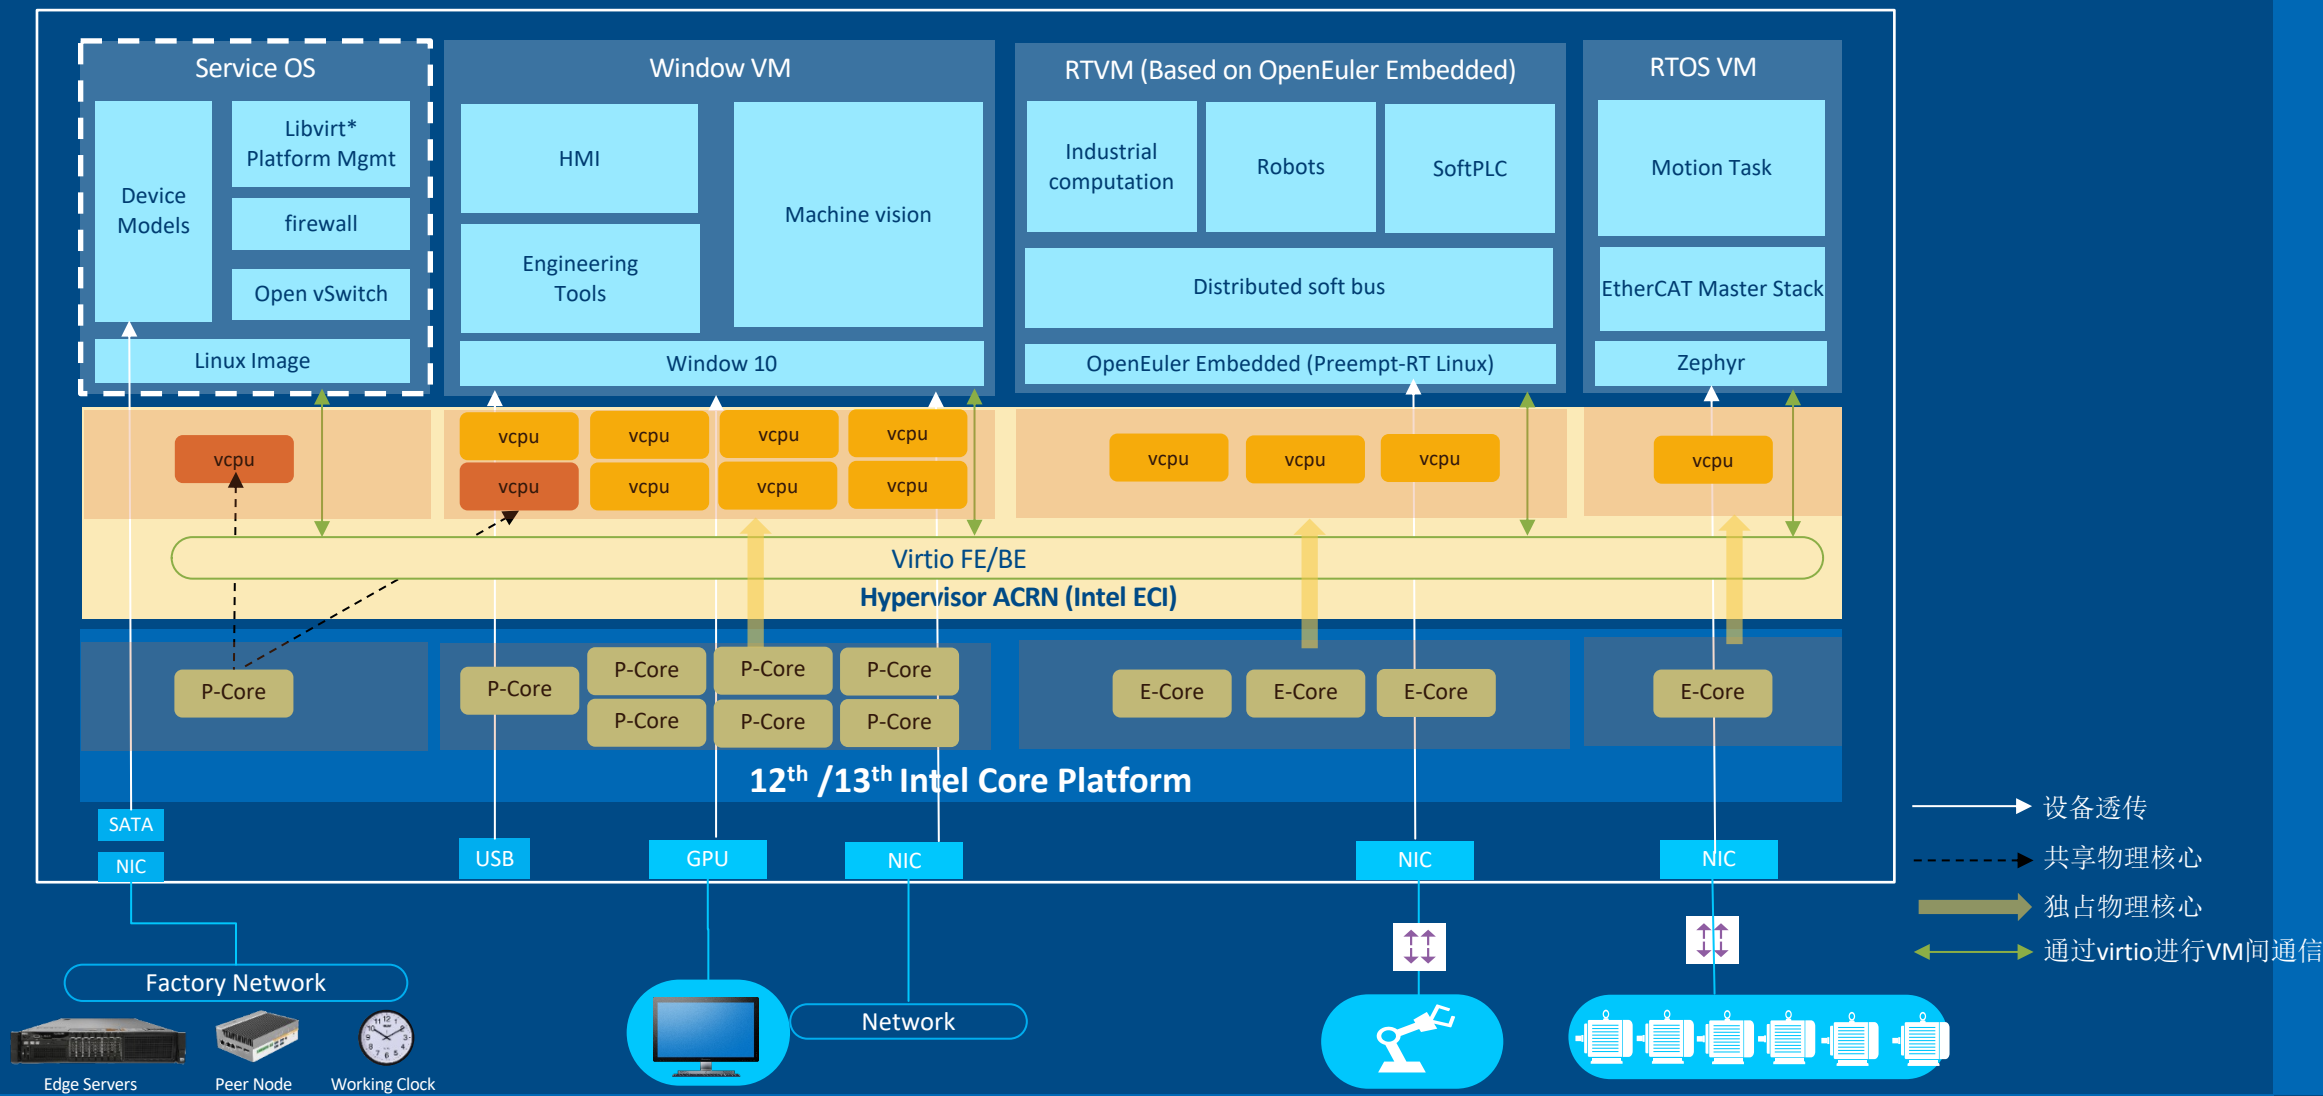 Service OS
Device
Models
Libvirt*
Platform Mgmt
firewall
Open vSwitch
Linux Image
Window VM
HMI
Engineering
Tools
Machine vision
Window 10
RTVM (Based on OpenEuler Embedded)
Industrial
computation
Robots
SoftPLC
Distributed soft bus
OpenEuler Embedded (Preempt-RT Linux)
RTOS VM
Motion Task
EtherCAT Master Stack
Zephyr
vcpu
vcpu
vcpu
vcpu
vcpu
vcpu
vcpu
vcpu
vcpu
vcpu
vcpu
vcpu
vcpu
Virtio FE/BE
Hypervisor ACRN (Intel ECI)
P-Core
P-Core
P-Core
P-Core
P-Core
P-Core
P-Core
P-Core
E-Core
E-Core
E-Core
E-Core
12th /13th Intel Core Platform
SATA
NIC
USB
GPU
NIC
NIC
NIC
设备透传
共享物理核心
独占物理核心
通过virtio进行VM间通信
Factory Network
Network
Edge Servers
Peer Node
Working Clock